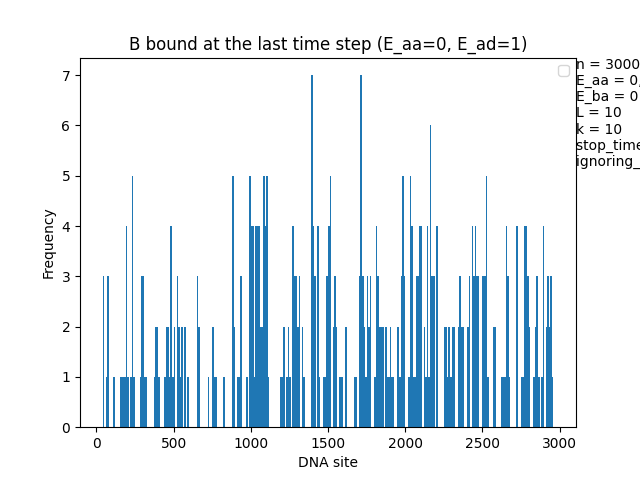 B bound at the last time step (E_aa=0, E_ad=1)
n = 3000
E_aa = 0,
E_ba = 0
L = 10
k = 10
stop_time
ignoring_
Frequency
7
6
5
4
3
2
1
0
0 500 1000 1500 2000 2500 3000
DNA site